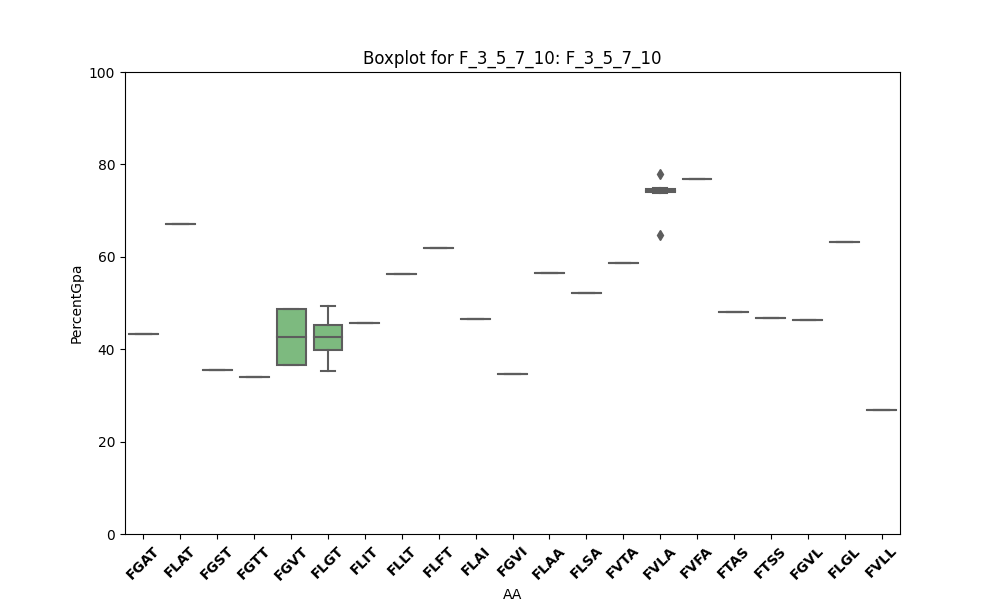 Boxplot for F_3_5_7_10: F_3_5_7_10
100
80
60
40
20
0
PercentGpa
FGAT FLAT FGST FGTT FGVT FLGT FLIT FLLT FLFT FLAI FGVI FLAA FLSA FVTA FVLA FVFA FTAS FTSS FGVL FLGL FVLL
AA